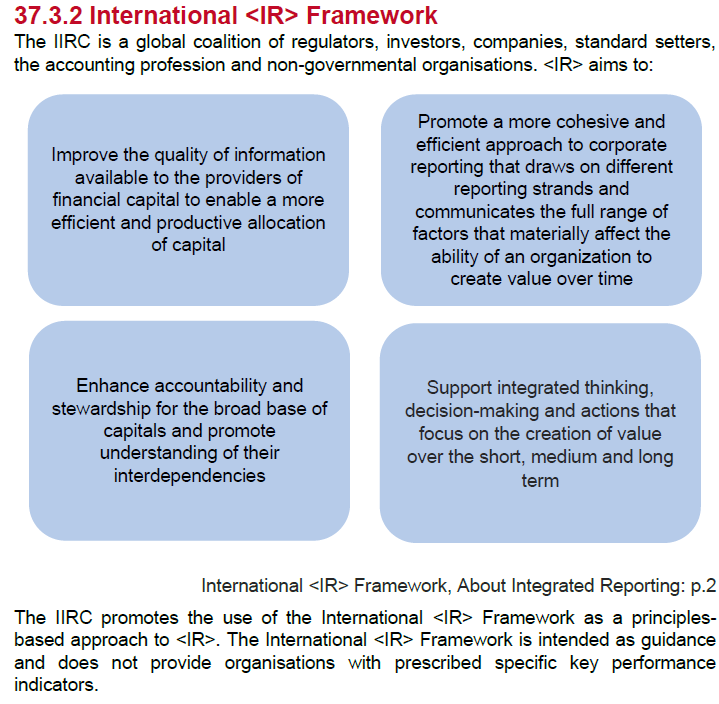 37.3.2 International <IR> Framework
The IIRC is a global coalition of regulators, investors, companies, standard setters,
the accounting profession and non-governmental organisations. <IR> aims to:
Improve the quality of information
available to the providers of
financial capital to enable a more
efficient and productive allocation
of capital
Promote a more cohesive and
efficient approach to corporate
reporting that draws on different
reporting strands and
communicates the full range of
factors that materially affect the
ability of an organization to
create value over time
Enhance accountability and
stewardship for the broad base of
capitals and promote
understanding of their
interdependencies
Support integrated thinking,
decision-making and actions that
focus on the creation of value
over the short, medium and long
term
International <IR> Framework, About Integrated Reporting: p.2
The IIRC promotes the use of the International <IR> Framework as a principles-
based approach to <IR>. The International <IR> Framework is intended as guidance
and does not provide organisations with prescribed specific key performance
indicators.